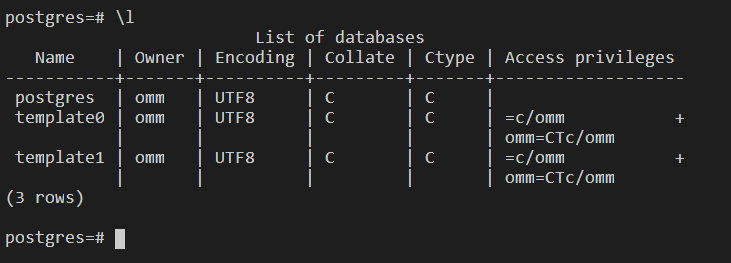 postgres=# \l
                              List of databases
   Name    | Owner | Encoding | Collate | Ctype | Access privileges
-----------+-------+----------+---------+-------+-------------------
 postgres  | omm   | UTF8     | C       | C     |
 template0 | omm   | UTF8     | C       | C     | =c/omm           +
           |       |          |         |       | omm=CTc/omm
 template1 | omm   | UTF8     | C       | C     | =c/omm           +
           |       |          |         |       | omm=CTc/omm
(3 rows)

postgres=#